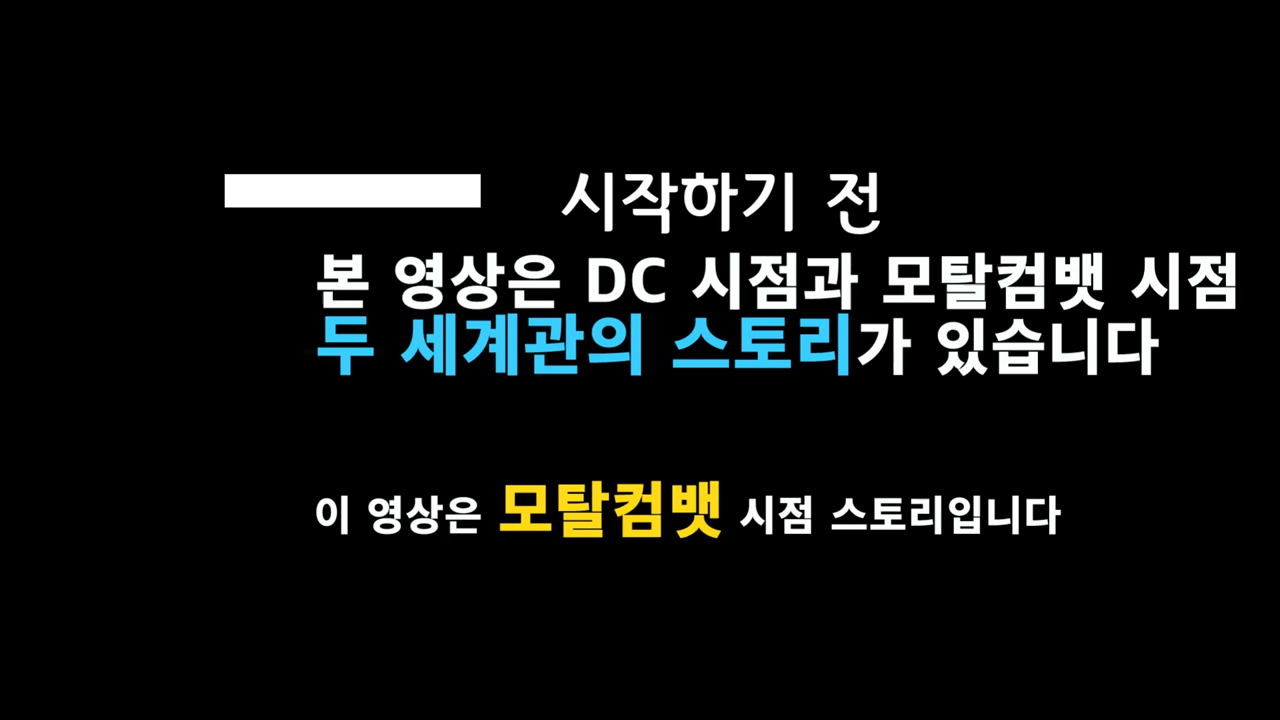 시작하기 전
본 영상은 DC 시점과 모탈컴뱃 시점
두 세계관의 스토리가 있습니다
이 영상은 모탈컴뱃 시점 스토리입니다